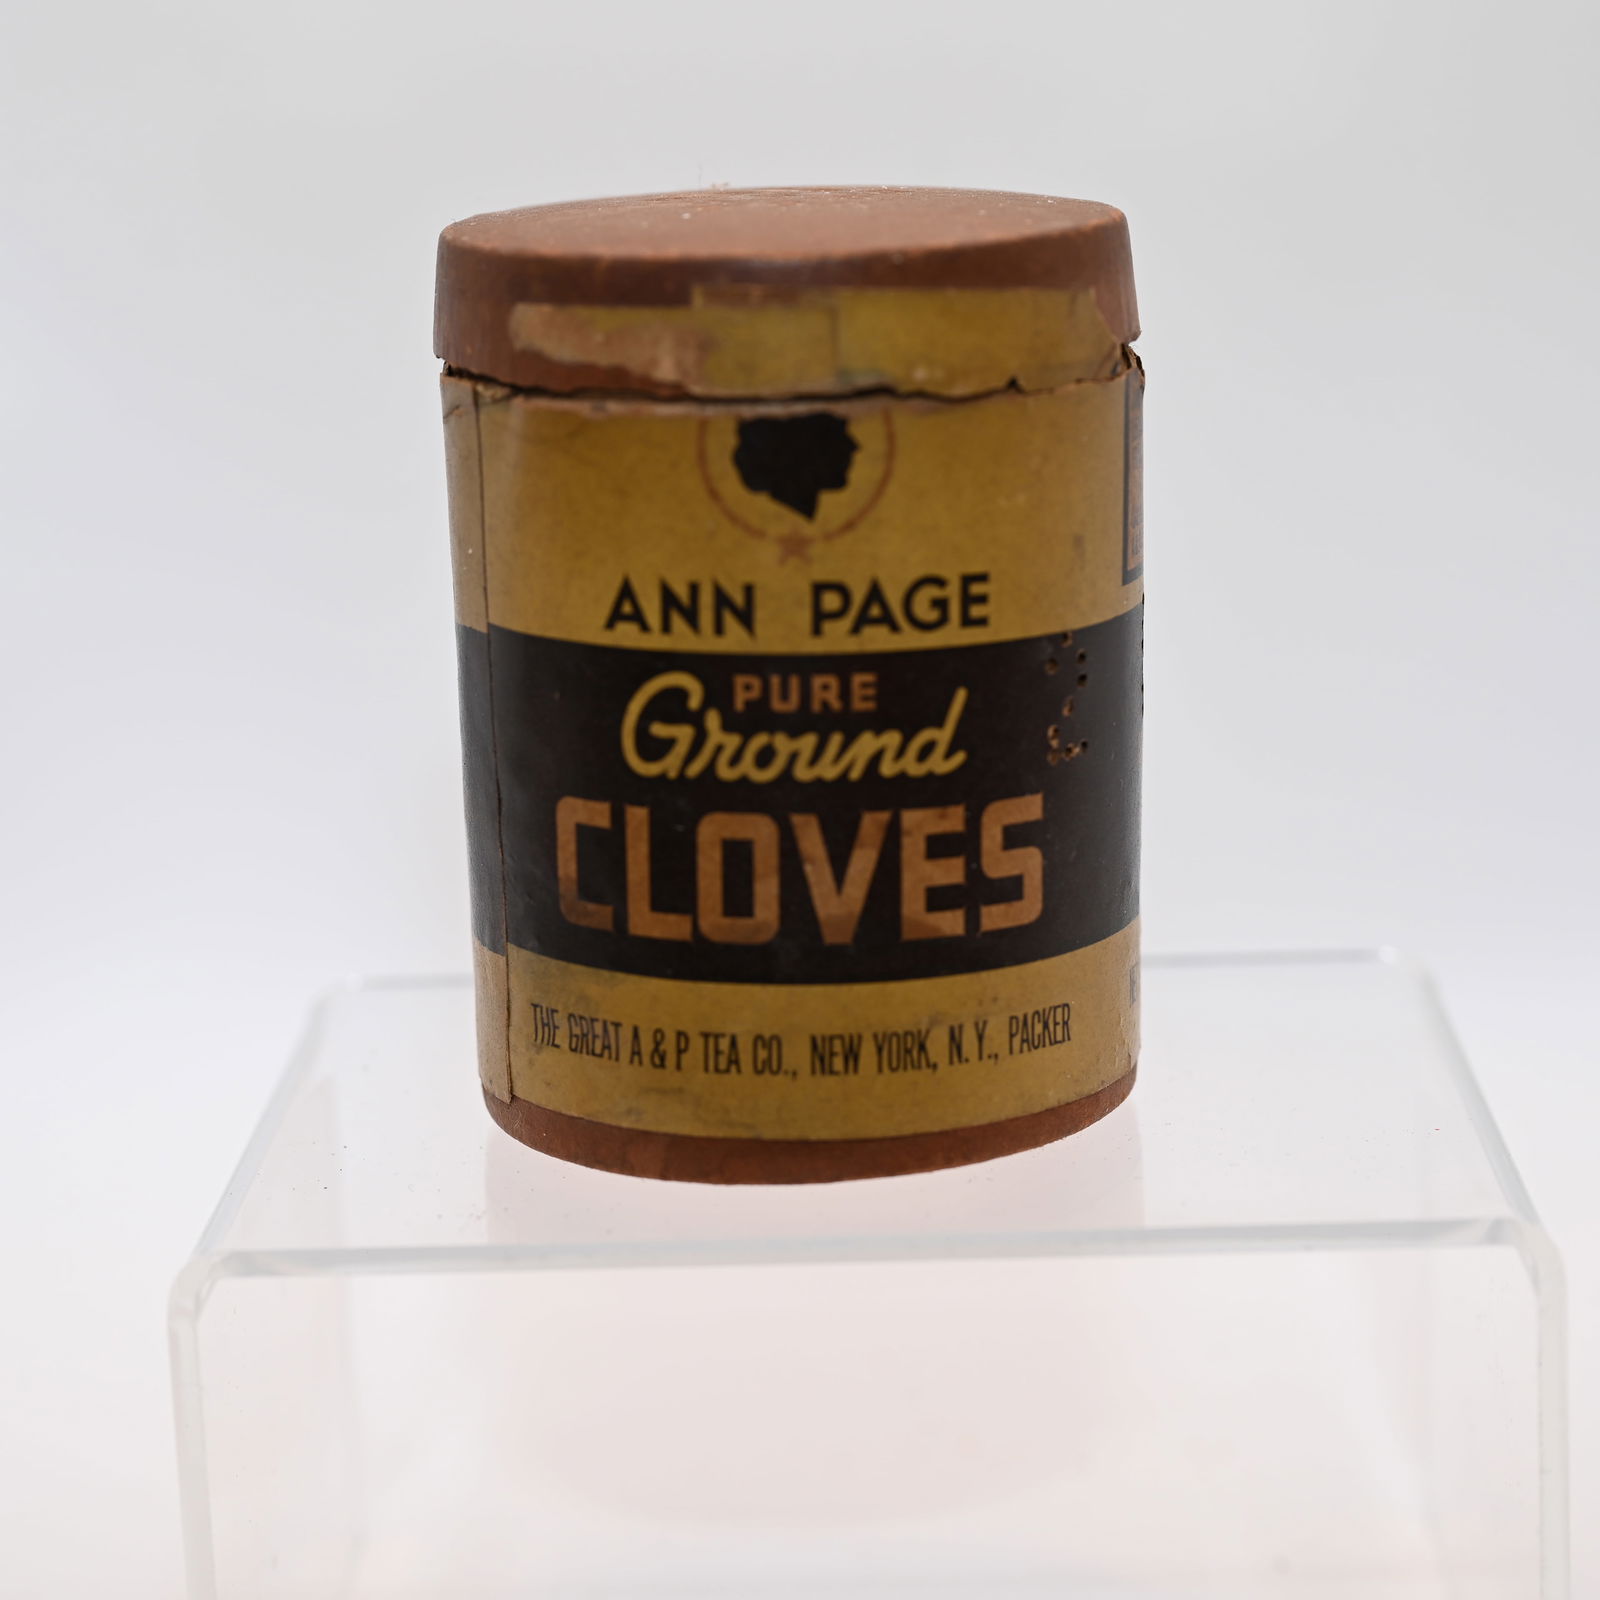 ANN PAGE
PURE
Ground
CLOVES
THE GREAT A & P TEA CO., NEW YORK, N. Y., PACKER